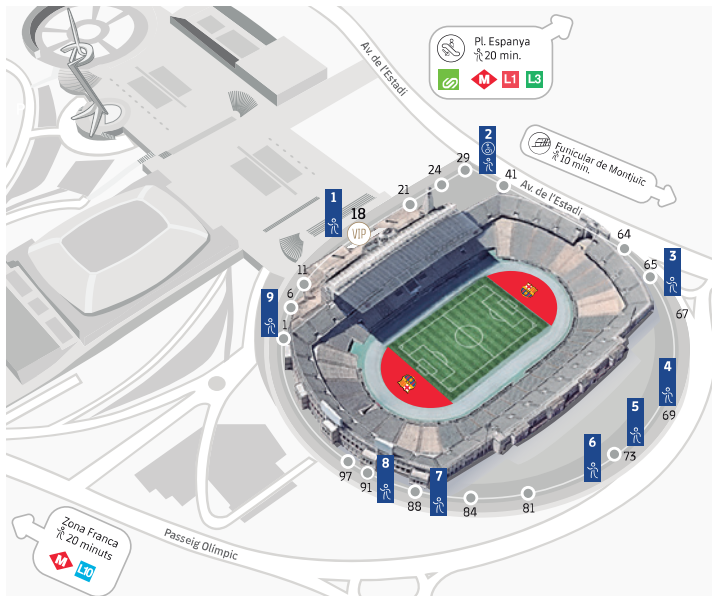 Pl. Espanya
20 min.
M L1 L3
Av. de l'Estadi
Funicular de Montjuïc
10 min.
2
29
24
41
Av. de l'Estadi
21
1
18
VIP
64
3
65
11
9
6
67
1
4
5
69
6
73
8
7
97
91
88
84
81
Zona Franca
20 minuts
M L10
Passeig Olímpic